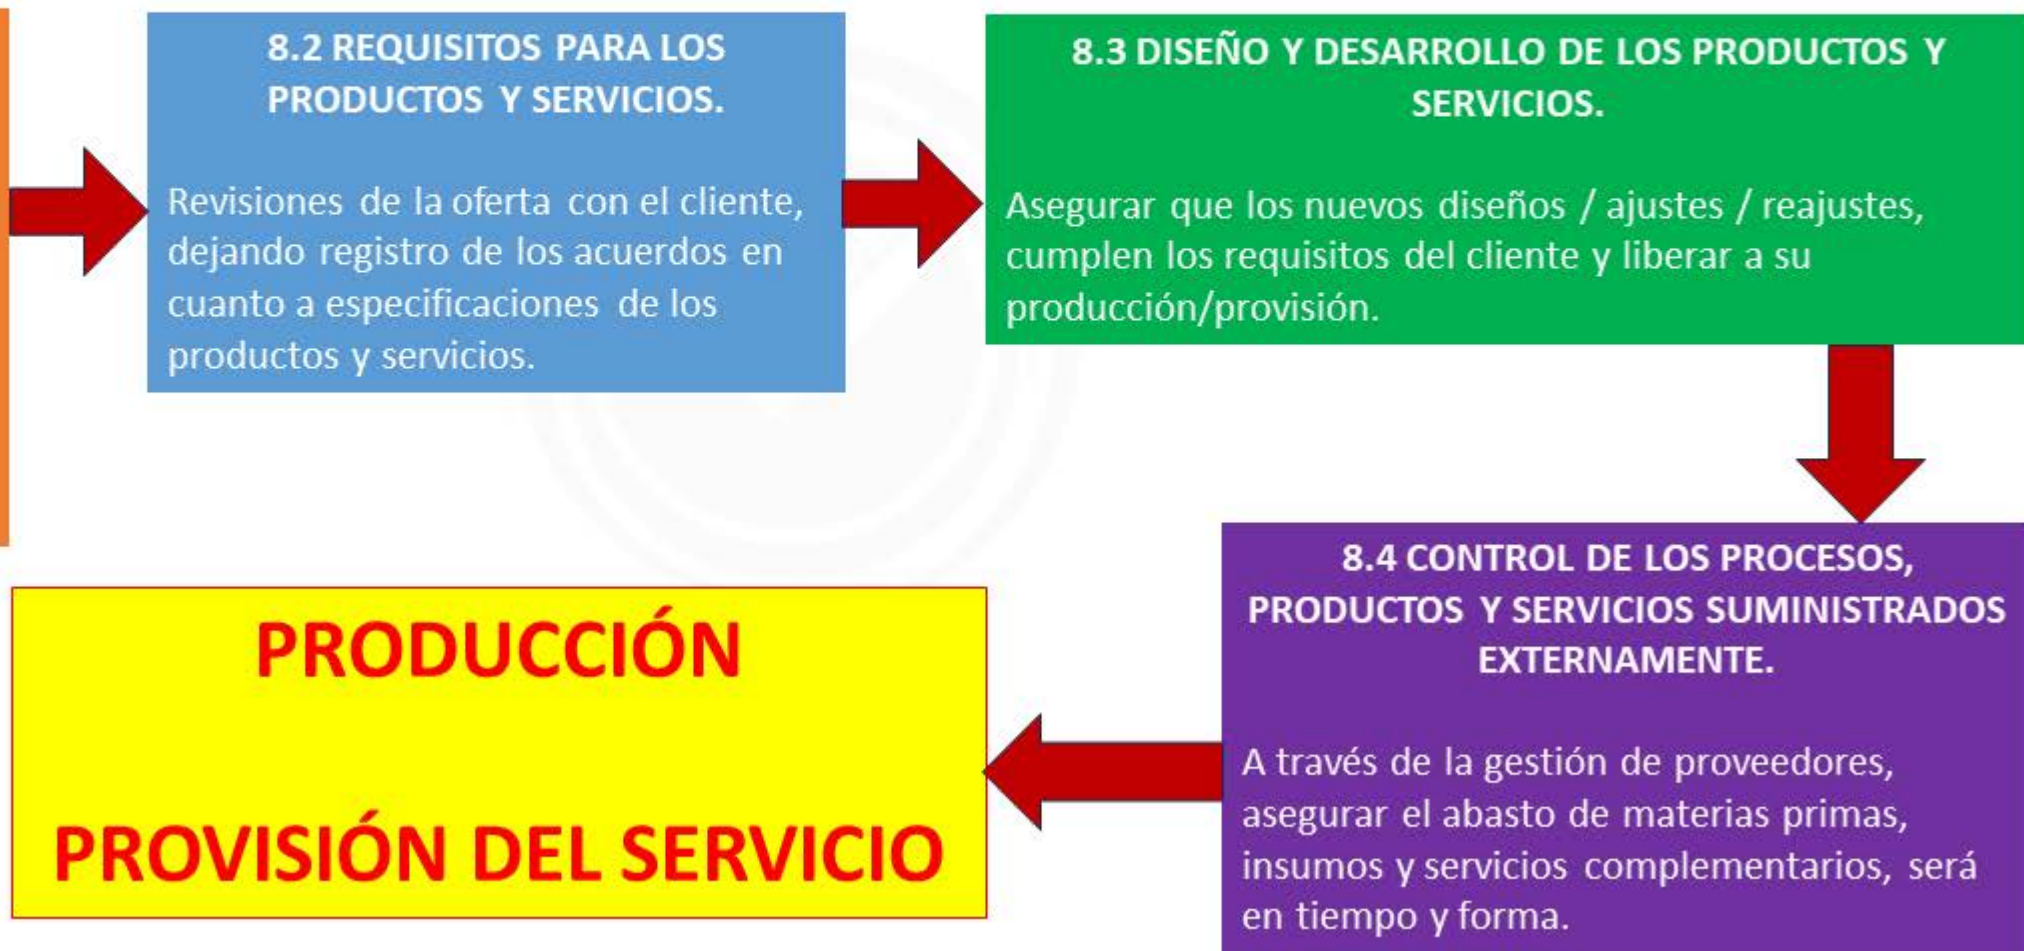 8.2 REQUISITOS PARA LOS
PRODUCTOS Y SERVICIOS.
Revisiones de la oferta con el cliente,
dejando registro de los acuerdos en
cuanto a especificaciones de los
productos y servicios.
8.3 DISEÑO Y DESARROLLO DE LOS PRODUCTOS Y
SERVICIOS.
Asegurar que los nuevos diseños / ajustes / reajustes,
cumplen los requisitos del cliente y liberar a su
producción/provisión.
8.4 CONTROL DE LOS PROCESOS,
PRODUCTOS Y SERVICIOS SUMINISTRADOS
EXTERNAMENTE.
A través de la gestión de proveedores,
asegurar el abasto de materias primas,
insumos y servicios complementarios, será
en tiempo y forma.
PRODUCCIÓN
PROVISIÓN DEL SERVICIO